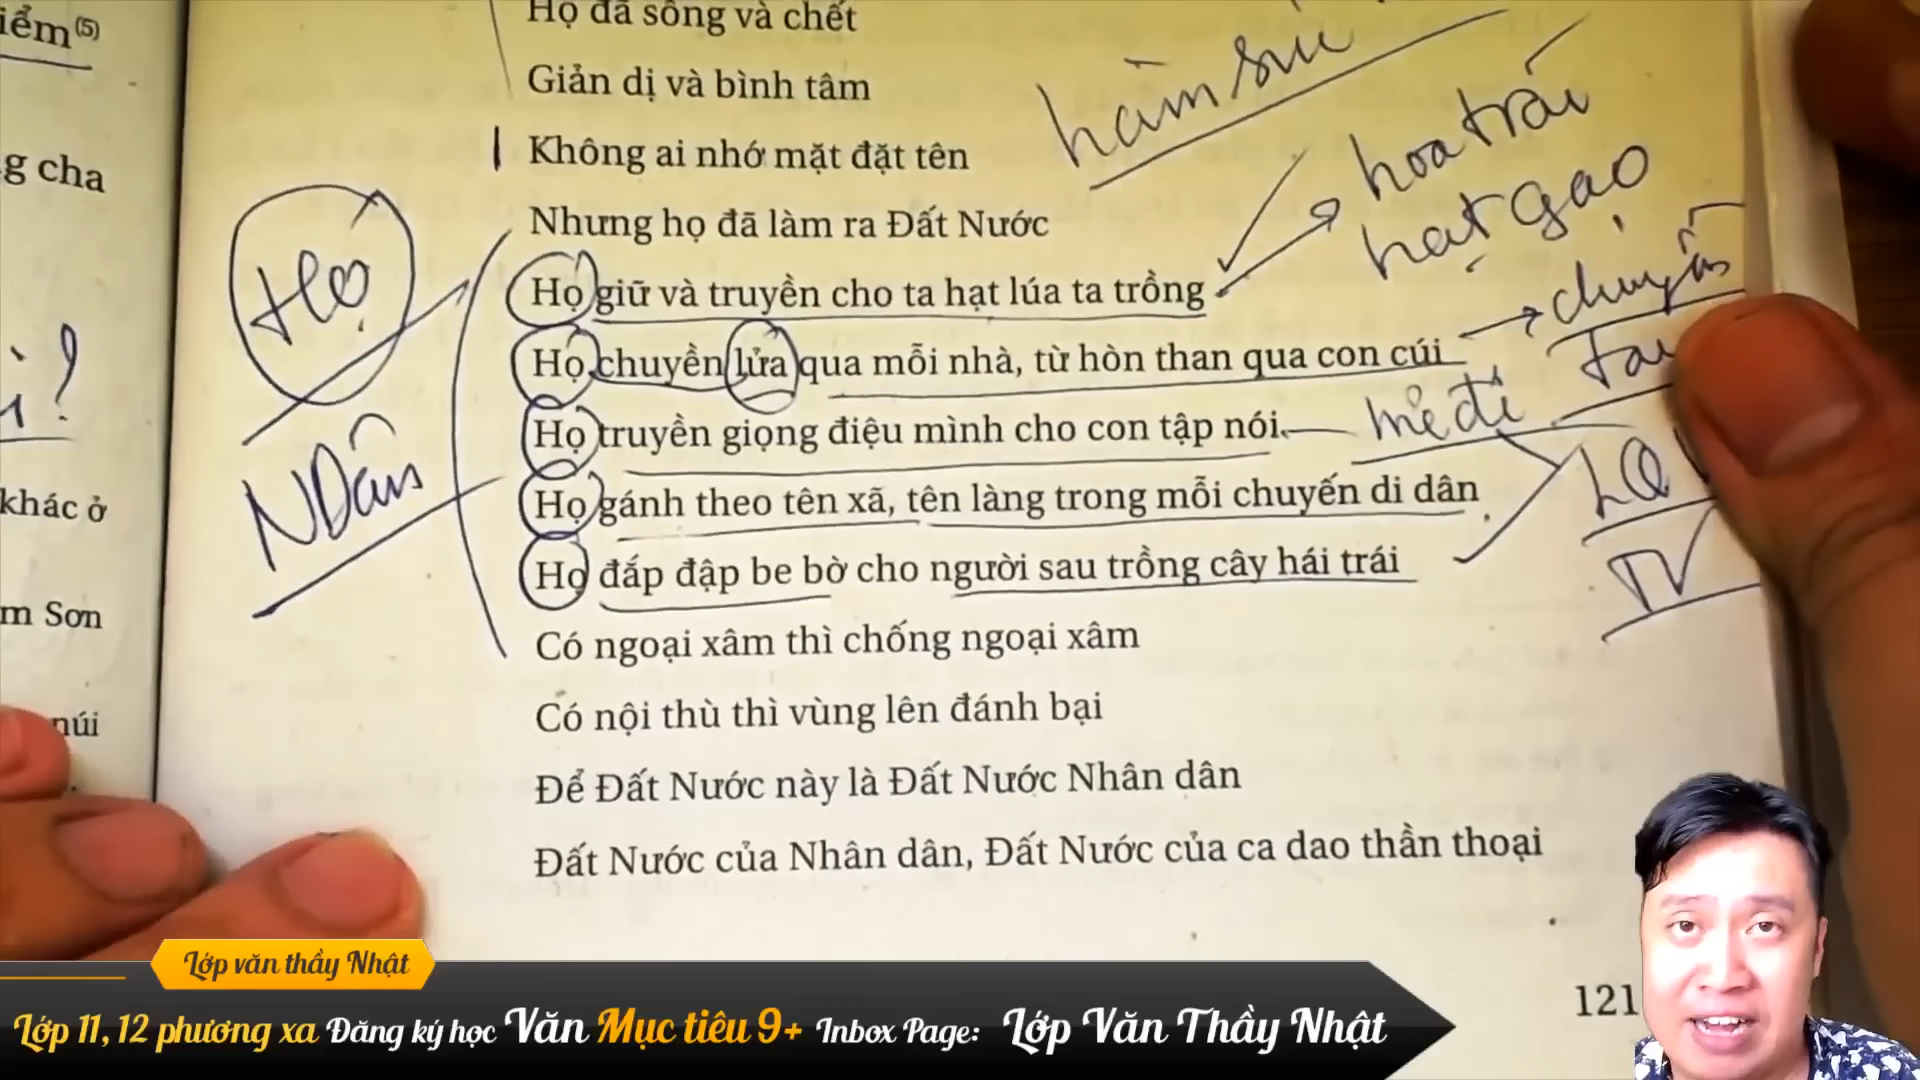 iểm(5)
g cha
khác ở
m Sơn
núi
Họ đã sống và chết
Giản dị và bình tâm
Không ai nhớ mặt đặt tên
Nhưng họ đã làm ra Đất Nước
Họ giữ và truyền cho ta hạt lúa ta trồng
Họ chuyền lửa qua mỗi nhà, từ hòn than qua con cúi
Họ truyền giọng điệu mình cho con tập nói
Họ gánh theo tên xã, tên làng trong mỗi chuyến di dân
Họ đắp đập be bờ cho người sau trồng cây hái trái
Có ngoại xâm thì chống ngoại xâm
Có nội thù thì vùng lên đánh bại
Để Đất Nước này là Đất Nước Nhân dân
Đất Nước của Nhân dân, Đất Nước của ca dao thần thoại
121
Họ
NDân
hoa trái
hạt gạo
mẹ đẻ
TV
Lớp văn thầy Nhật
Lớp 11, 12 phương xa Đăng ký học Văn Mục tiêu 9+ Inbox Page: Lớp Văn Thầy Nhật